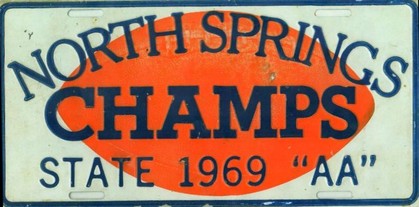 NORTH SPRINGS
CHAMPS
STATE 1969 "AA"